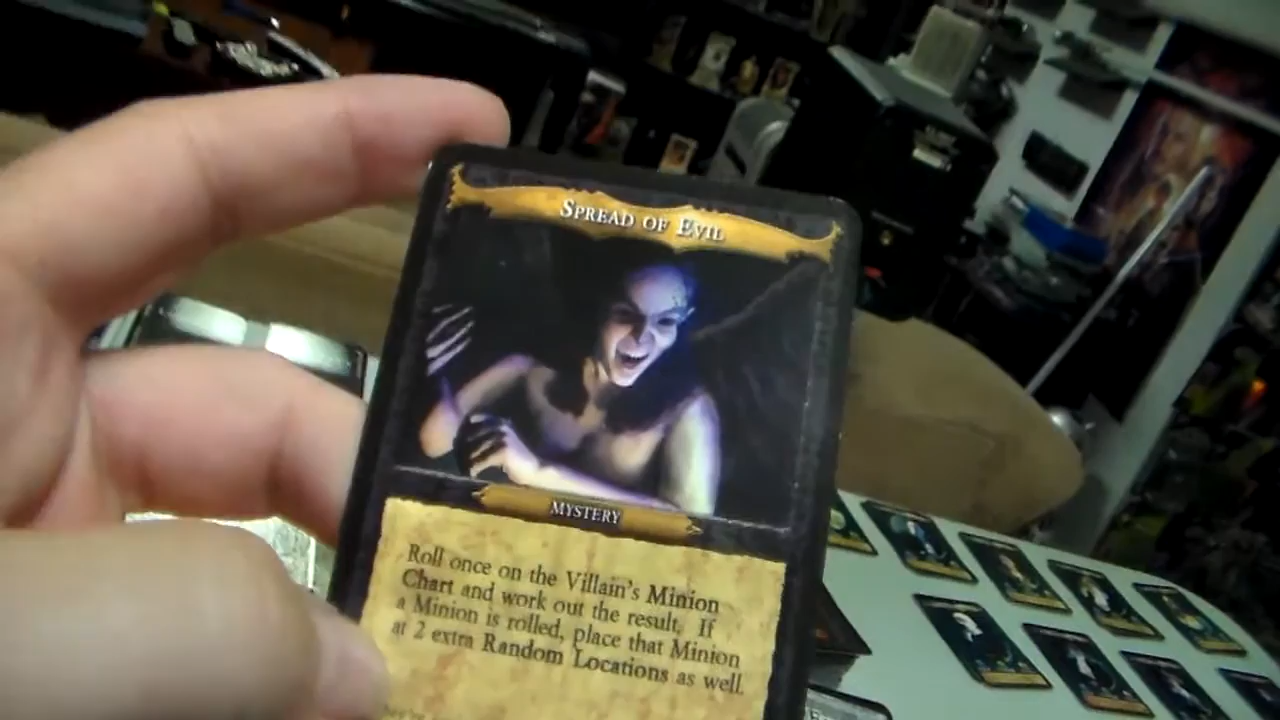 Spread of Evil
Mystery
Roll once on the Villain's Minion
Chart and work out the result. If
a Minion is rolled, place that Minion
at 2 extra Random Locations as well.